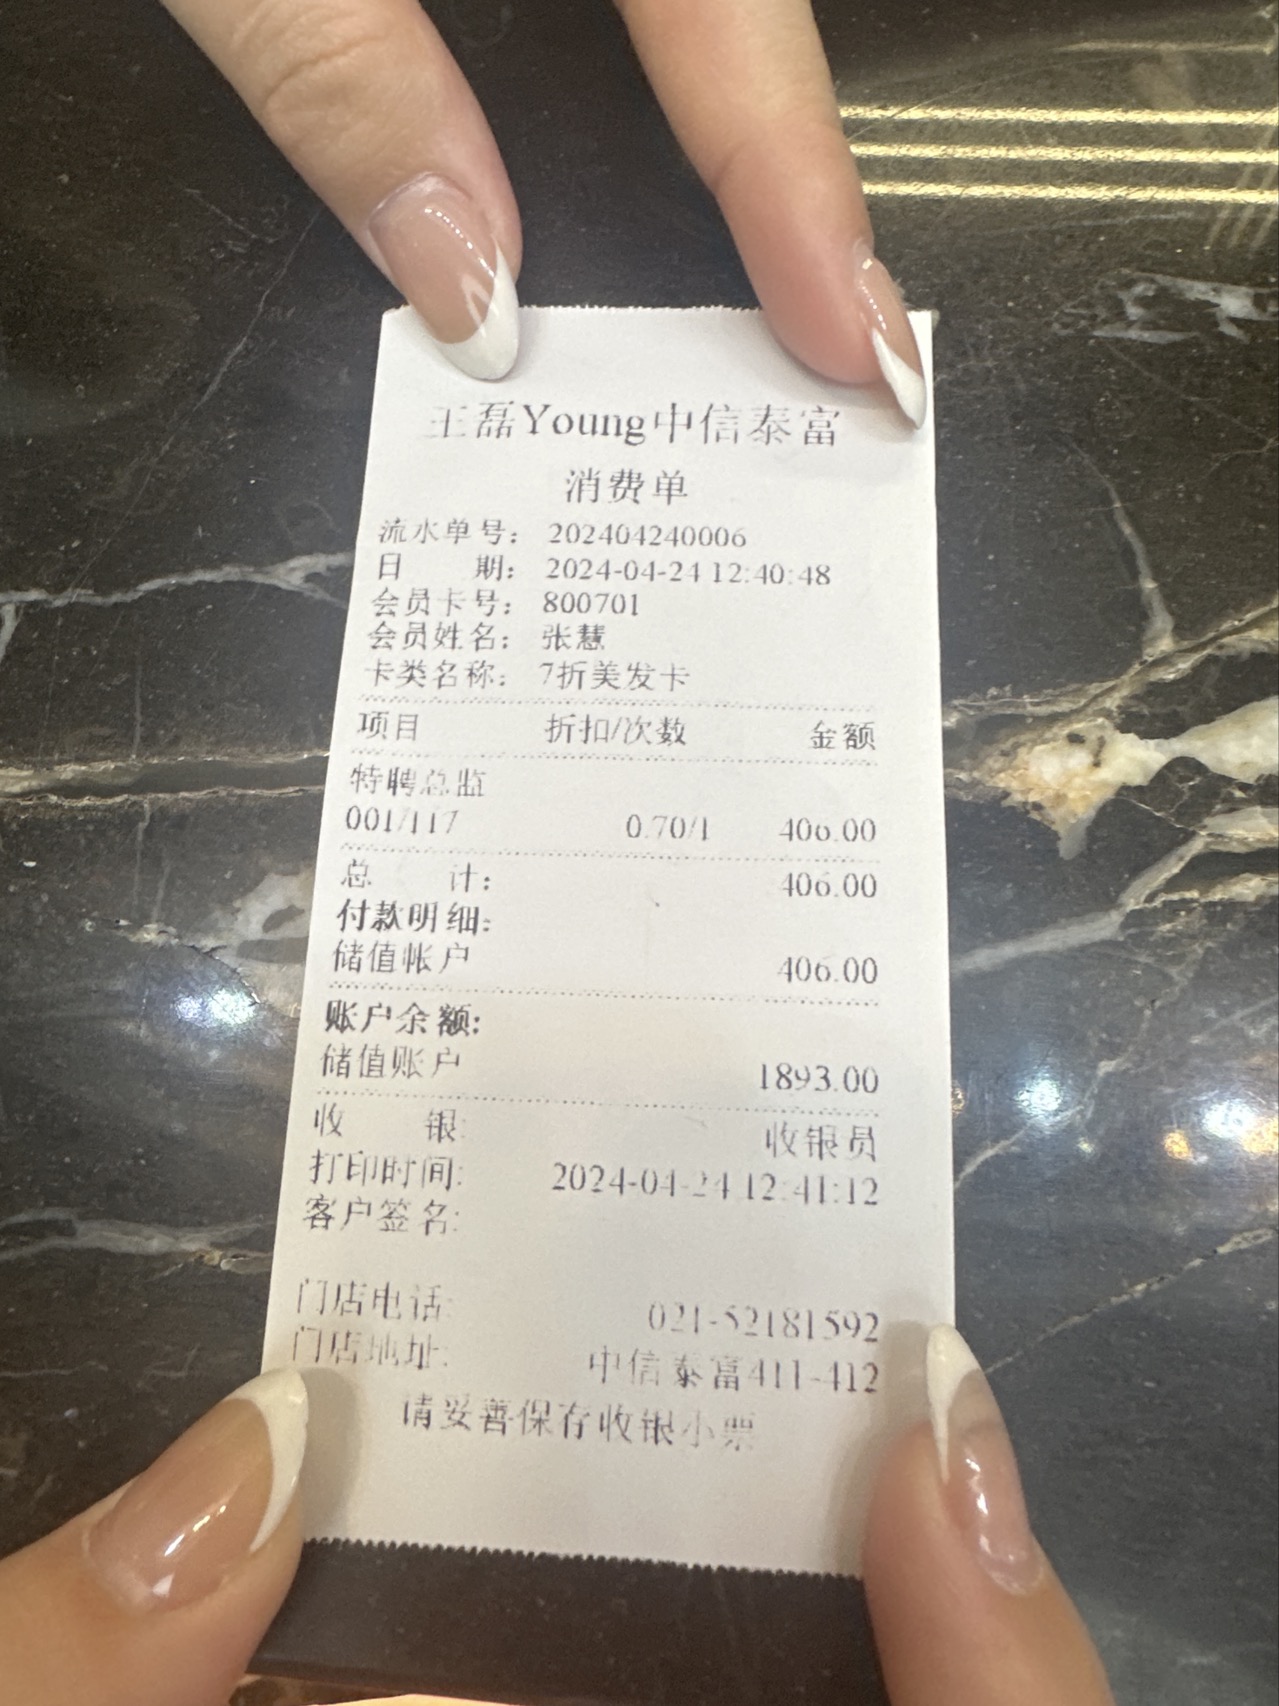 王磊Young中信泰富
消费单
流水单号： 202404240006
日 期： 2024-04-24 12:40:48
会员卡号： 800701
会员姓名： 张慧
卡类名称： 7折美发卡
项目 折扣/次数 金额
特聘总监
001/117 0.70/1 406.00
总 计： 406.00
付款明细:
储值帐户 406.00
账户余额:
储值账户 1893.00
收 银: 收银员
打印时间: 2024-04-24 12:41:12
客户签名:
门店电话: 021-52181592
门店地址: 中信泰富411-412
请妥善保存收银小票